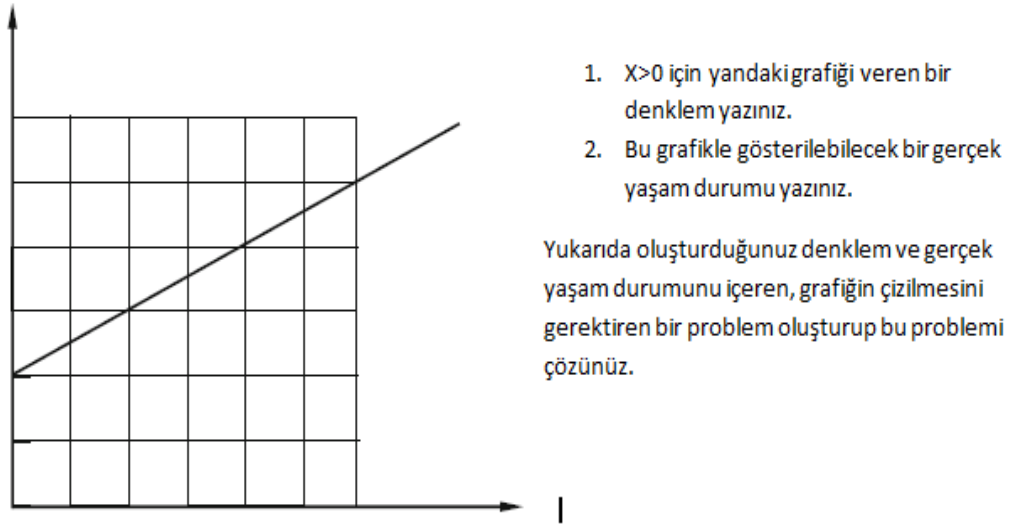 1. X>0 için yandaki grafiği veren bir
denklem yazınız.
2. Bu grafikle gösterilebilecek bir gerçek
yaşam durumu yazınız.
Yukarıda oluşturduğunuz denklem ve gerçek
yaşam durumunu içeren, grafiğin çizilmesini
gerektiren bir problem oluşturup bu problemi
çözünüz.